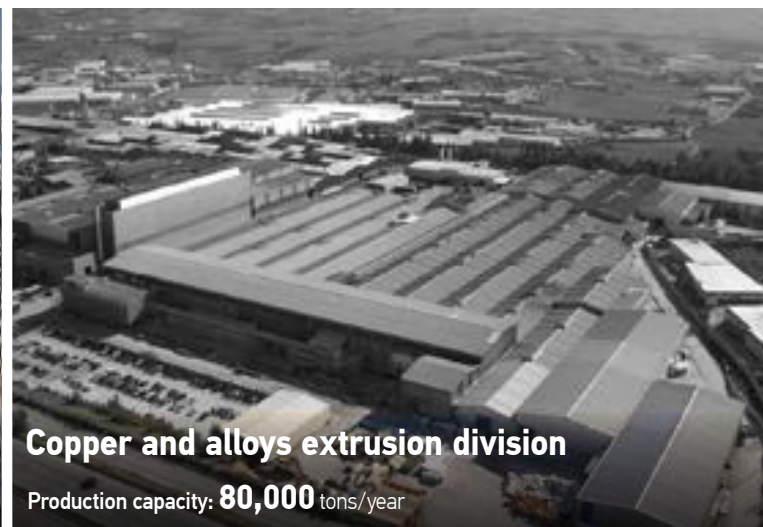 Copper and alloys extrusion division
Production capacity: 80,000 tons/year